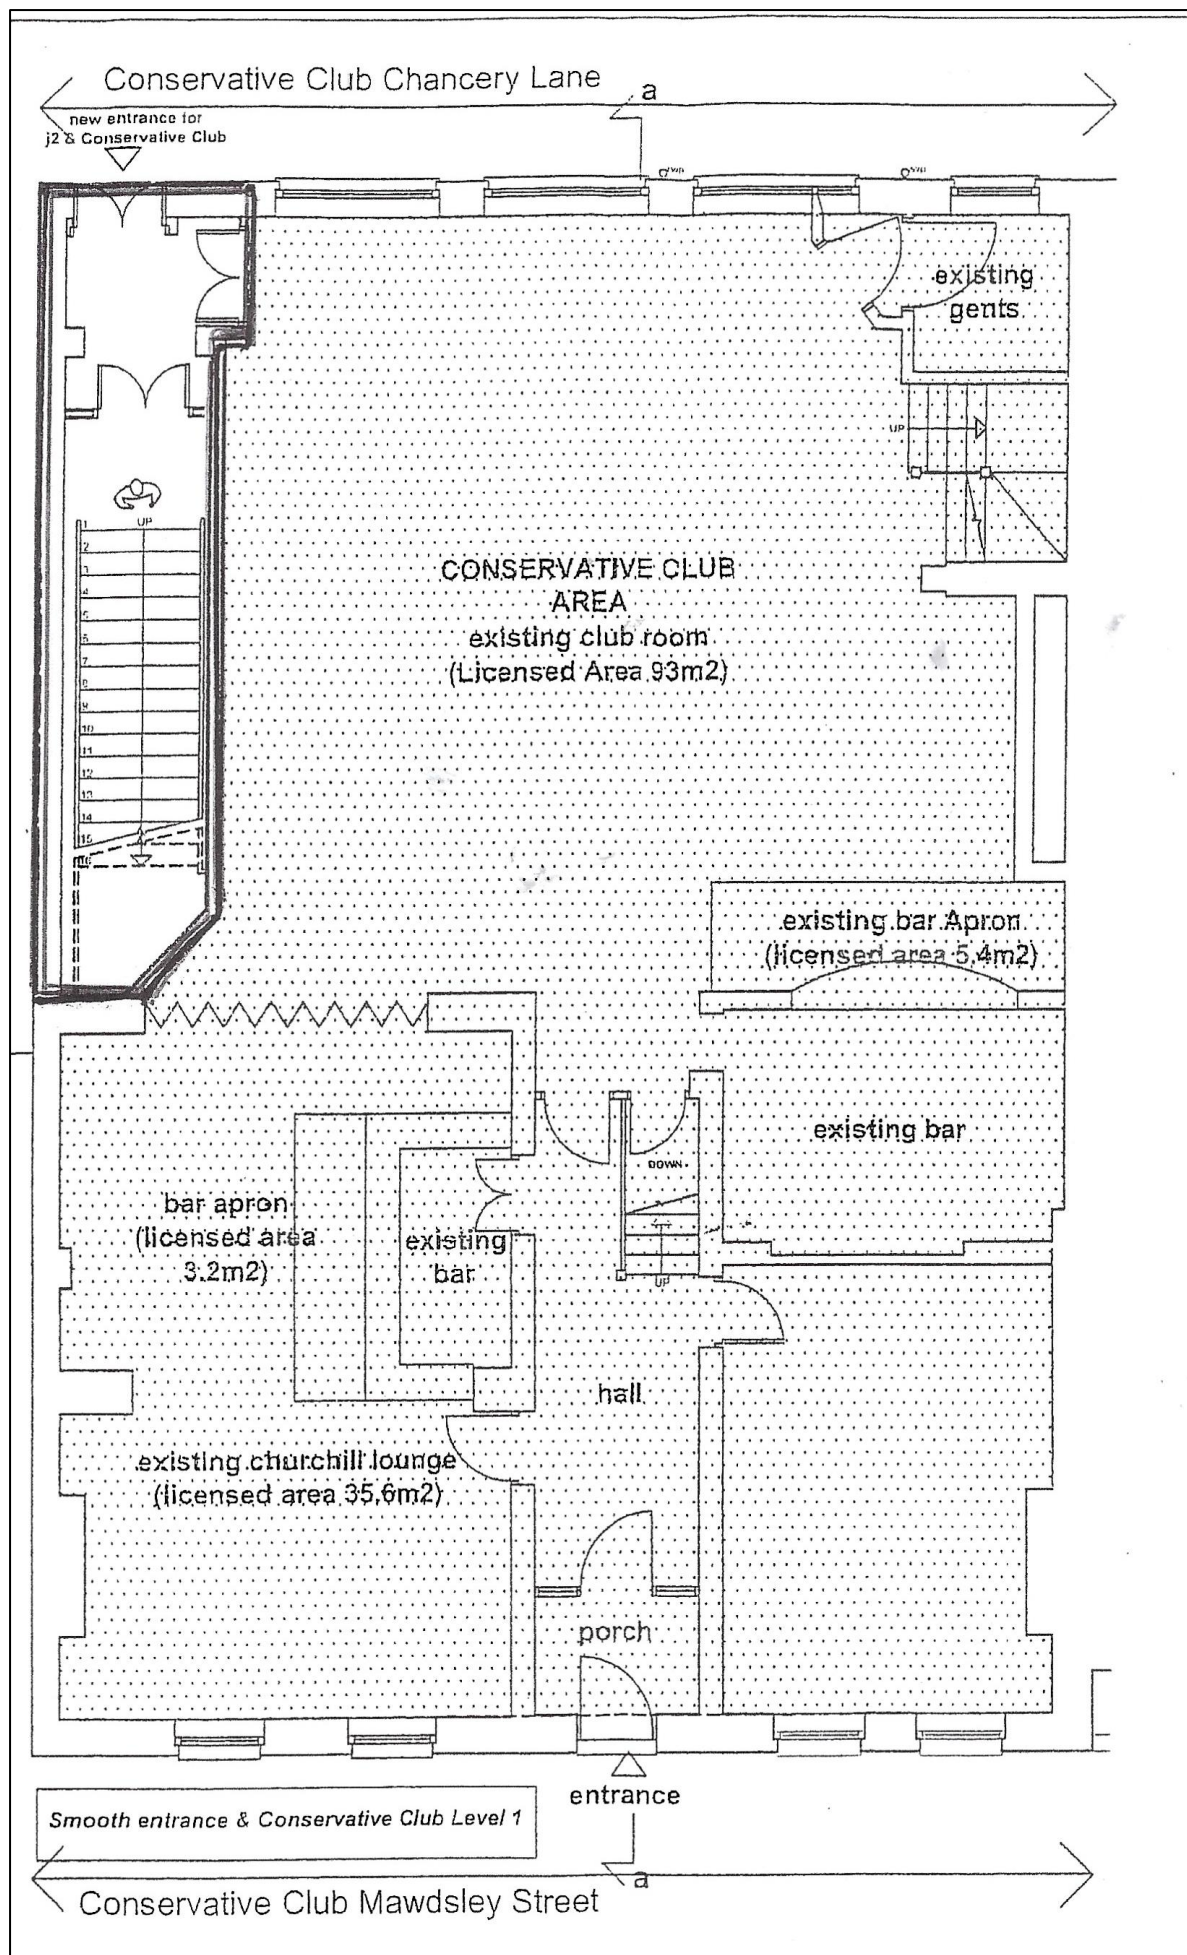 Conservative Club Chancery Lane
a
new entrance for
j2 & Conservative Club
existing
gents
UP
1
UP
2
3
4
5
6
7
8
9
10
11
12
13
14
15
16
CONSERVATIVE CLUB
AREA
existing club room
(Licensed Area 93m2)
existing bar Apron
(licensed area 5.4m2)
existing bar
DOWN
bar apron
(licensed area
3.2m2)
existing
bar
UP
hall
existing churchill lounge
(licensed area 35.6m2)
porch
entrance
Smooth entrance & Conservative Club Level 1
a
Conservative Club Mawdsley Street